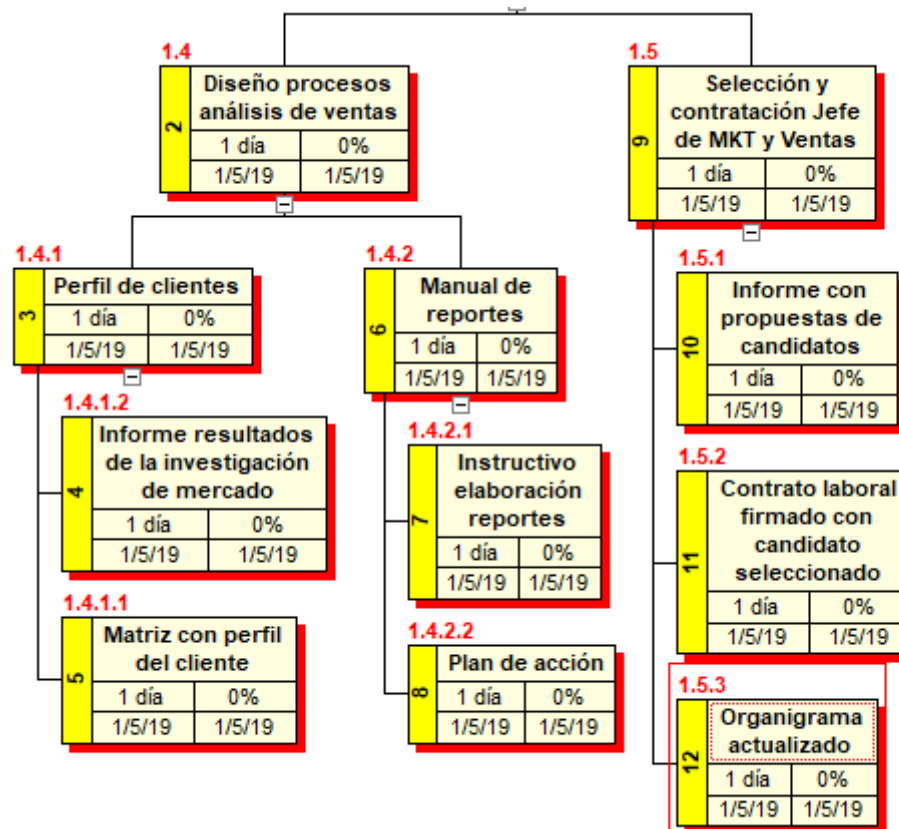 1.4
2
Diseño procesos
análisis de ventas
1 día 0%
1/5/19 1/5/19
1.5
9
Selección y
contratación Jefe
de MKT y Ventas
1 día 0%
1/5/19 1/5/19
1.4.1
3
Perfil de clientes
1 día 0%
1/5/19 1/5/19
1.4.1.2
4
Informe resultados
de la investigación
de mercado
1 día 0%
1/5/19 1/5/19
1.4.1.1
5
Matriz con perfil
del cliente
1 día 0%
1/5/19 1/5/19
1.4.2
6
Manual de
reportes
1 día 0%
1/5/19 1/5/19
1.4.2.1
7
Instructivo
elaboración
reportes
1 día 0%
1/5/19 1/5/19
1.4.2.2
8
Plan de acción
1 día 0%
1/5/19 1/5/19
1.5.1
10
Informe con
propuestas de
candidatos
1 día 0%
1/5/19 1/5/19
1.5.2
11
Contrato laboral
firmado con
candidato
seleccionado
1 día 0%
1/5/19 1/5/19
1.5.3
12
Organigrama
actualizado
1 día 0%
1/5/19 1/5/19